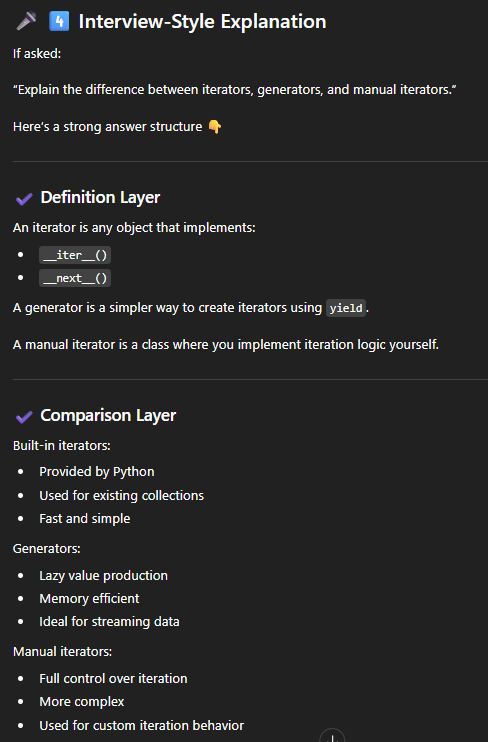 🎤 4️⃣ Interview-Style Explanation
If asked:
“Explain the difference between iterators, generators, and manual iterators.”
Here’s a strong answer structure 👇
✔ Definition Layer
An iterator is any object that implements:
• __iter__()
• __next__()
A generator is a simpler way to create iterators using yield.
A manual iterator is a class where you implement iteration logic yourself.
✔ Comparison Layer
Built-in iterators:
• Provided by Python
• Used for existing collections
• Fast and simple
Generators:
• Lazy value production
• Memory efficient
• Ideal for streaming data
Manual iterators:
• Full control over iteration
• More complex
• Used for custom iteration behavior